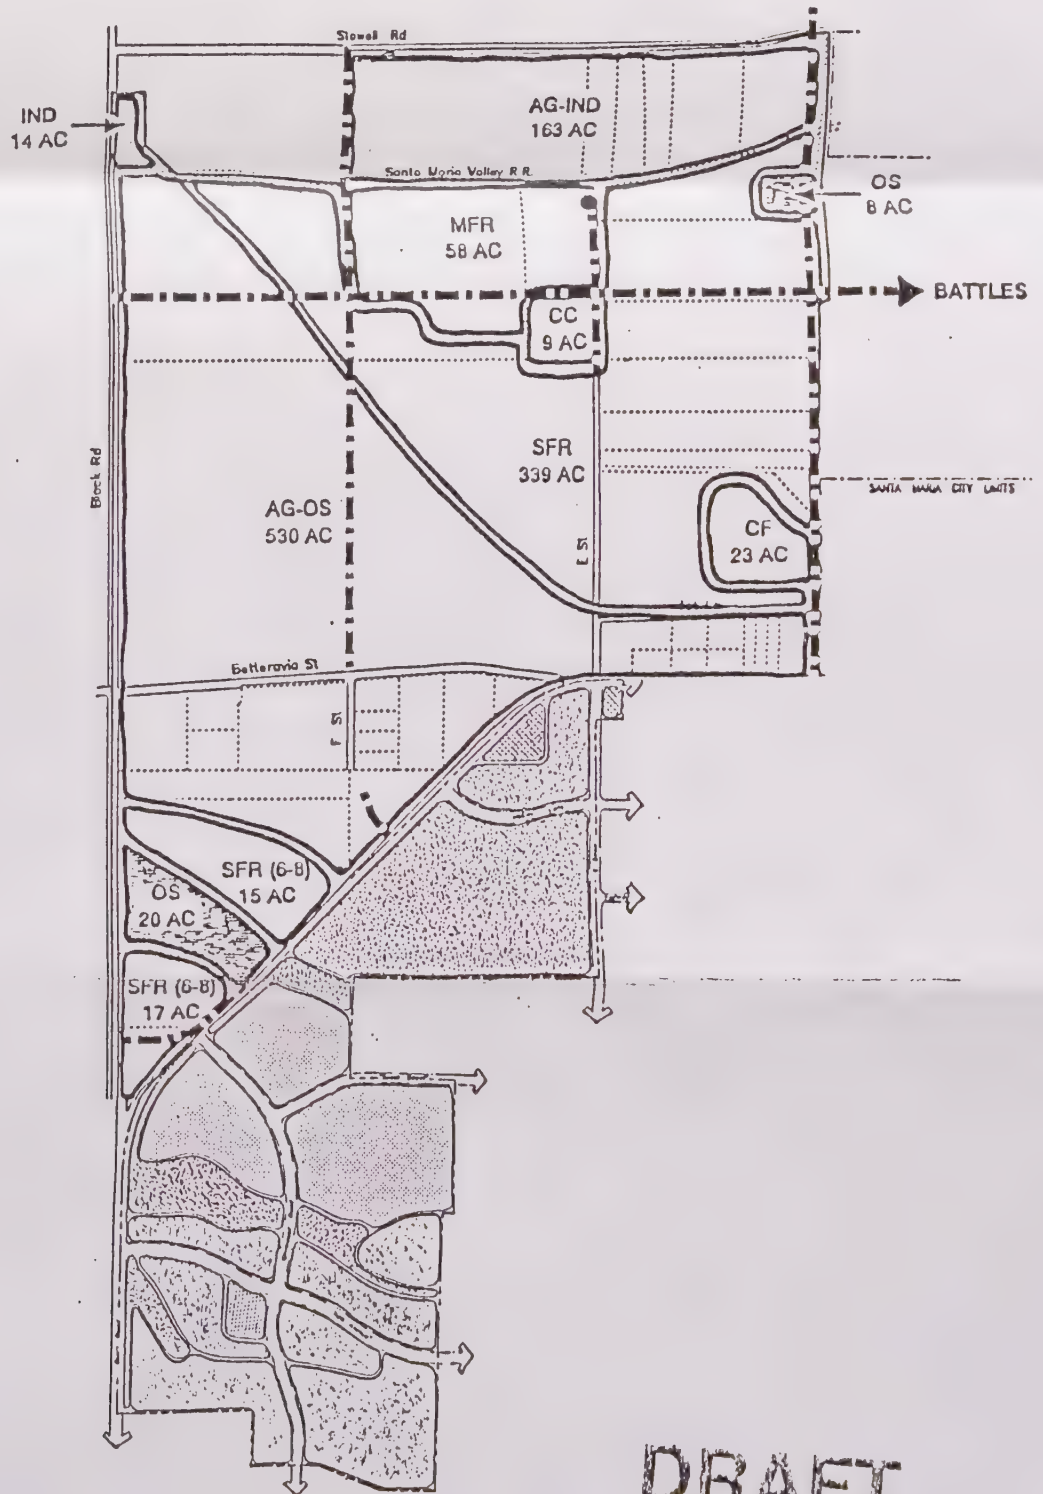 Stowell Rd
IND
14 AC
AG-IND
163 AC
Santa Maria Valley R.R.
OS
8 AC
MFR
58 AC
BATTLES
CC
9 AC
Black Rd
SFR
339 AC
SANTA MARIA CITY LIMITS
AG-OS
530 AC
E St
CF
23 AC
Betteravia St
F St
SFR (6-8)
15 AC
OS
20 AC
SFR (6-8)
17 AC
DRAFT